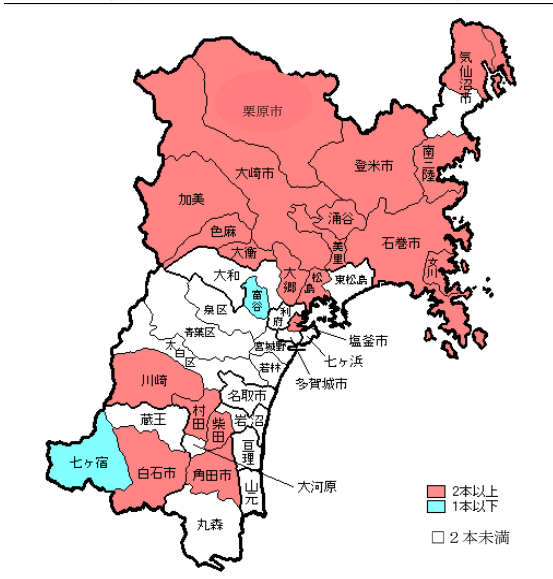 気仙沼市
栗原市
南三陸
登米市
大崎市
加美
涌谷
色麻
石巻市
美里
大衡
女川
大郷
松島
東松島
大和
富谷
利府
泉区
塩釜市
青葉区
宮城野
太白区
七ヶ浜
若林
多賀城市
川崎
名取市
村田
柴田
岩沼
蔵王
亘理
七ヶ宿
白石市
角田市
大河原
山元
丸森
2本以上
1本以下
２本未満